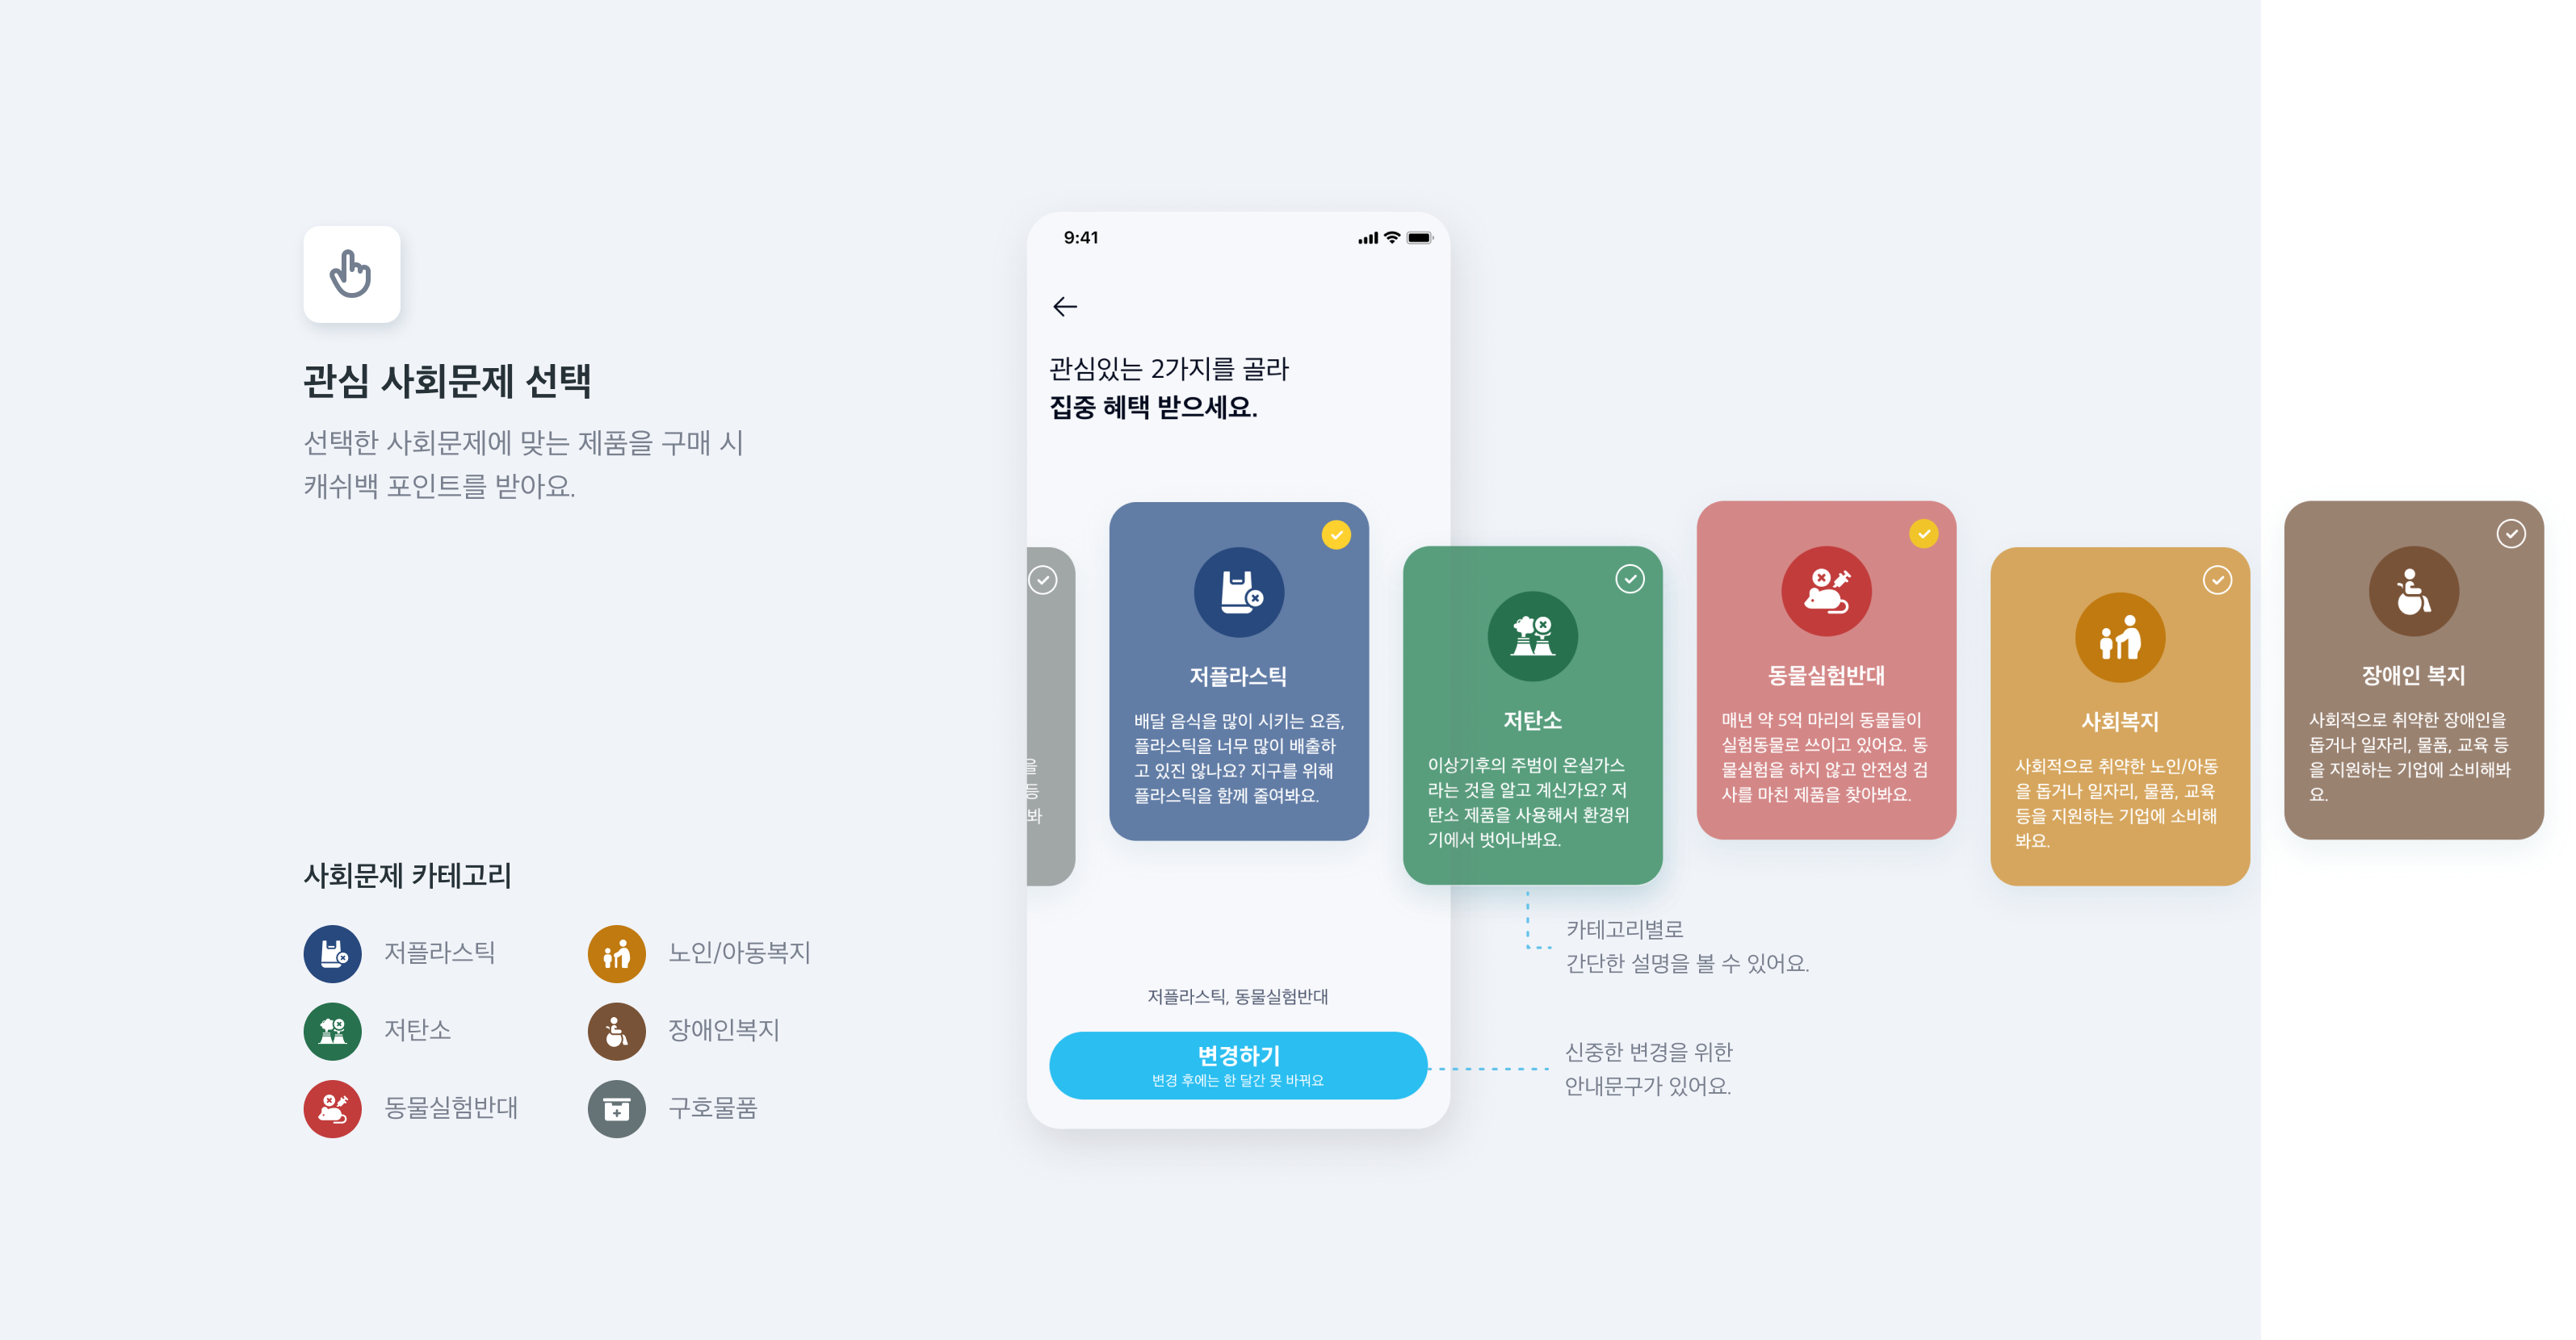 관심 사회문제 선택
선택한 사회문제에 맞는 제품을 구매 시
캐쉬백 포인트를 받아요.
사회문제 카테고리
저플라스틱
노인/아동복지
저탄소
장애인복지
동물실험반대
구호물품
9:41
관심있는 2가지를 골라
집중 혜택 받으세요.
을
등
봐
저플라스틱
배달 음식을 많이 시키는 요즘,
플라스틱을 너무 많이 배출하
고 있진 않나요? 지구를 위해
플라스틱을 함께 줄여봐요.
저탄소
이상기후의 주범이 온실가스
라는 것을 알고 계신가요? 저
탄소 제품을 사용해서 환경위
기에서 벗어나봐요.
동물실험반대
매년 약 5억 마리의 동물들이
실험동물로 쓰이고 있어요. 동
물실험을 하지 않고 안전성 검
사를 마친 제품을 찾아봐요.
사회복지
사회적으로 취약한 노인/아동
을 돕거나 일자리, 물품, 교육
등을 지원하는 기업에 소비해
봐요.
장애인 복지
사회적으로 취약한 장애인을
돕거나 일자리, 물품, 교육 등
을 지원하는 기업에 소비해봐
요.
카테고리별로
간단한 설명을 볼 수 있어요.
저플라스틱, 동물실험반대
변경하기
변경 후에는 한 달간 못 바꿔요
신중한 변경을 위한
안내문구가 있어요.